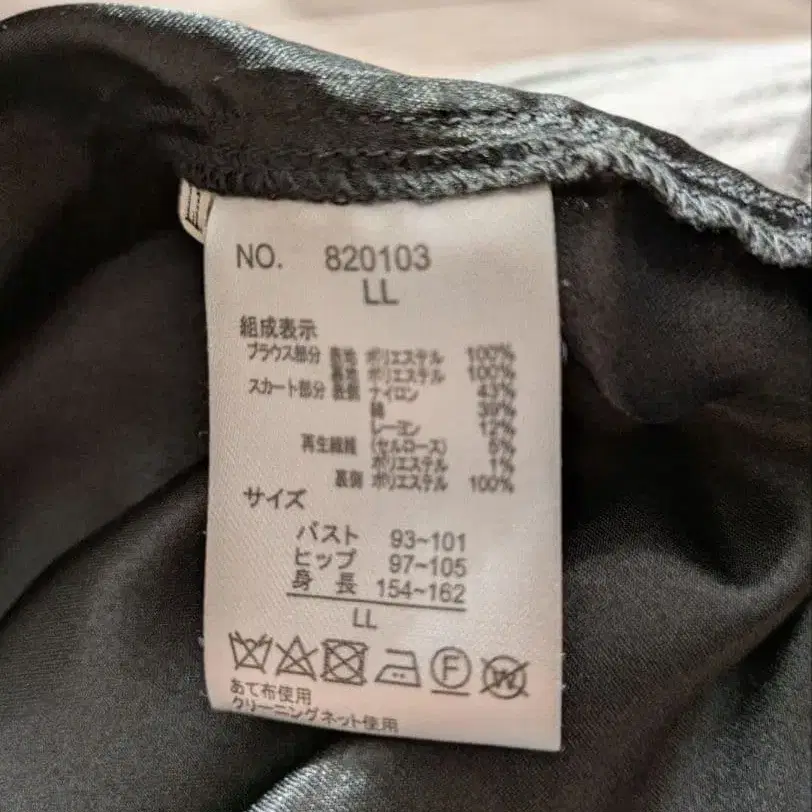 NO. 820103
LL
組成表示
ブラウス部分 表地 ポリエステル 100%
裏地 ポリエステル 100%
スカート部分 表側 ナイロン 43%
綿 39%
レーヨン 12%
再生繊維 (セルロース) 5%
ポリエステル 1%
裏側 ポリエステル 100%
サイズ
バスト 93~101
ヒップ 97~105
身長 154~162
LL
F W
あて布使用
クリーニングネット使用